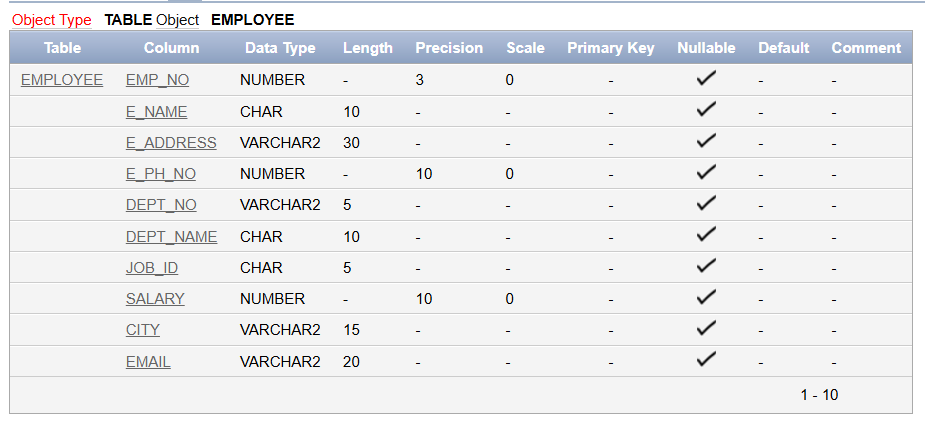 Object Type TABLE Object EMPLOYEE
Table Column Data Type Length Precision Scale Primary Key Nullable Default Comment
EMPLOYEE EMP_NO NUMBER - 3 0 - ✓ - -
E_NAME CHAR 10 - - - ✓ - -
E_ADDRESS VARCHAR2 30 - - - ✓ - -
E_PH_NO NUMBER - 10 0 - ✓ - -
DEPT_NO VARCHAR2 5 - - - ✓ - -
DEPT_NAME CHAR 10 - - - ✓ - -
JOB_ID CHAR 5 - - - ✓ - -
SALARY NUMBER - 10 0 - ✓ - -
CITY VARCHAR2 15 - - - ✓ - -
EMAIL VARCHAR2 20 - - - ✓ - -
1 - 10